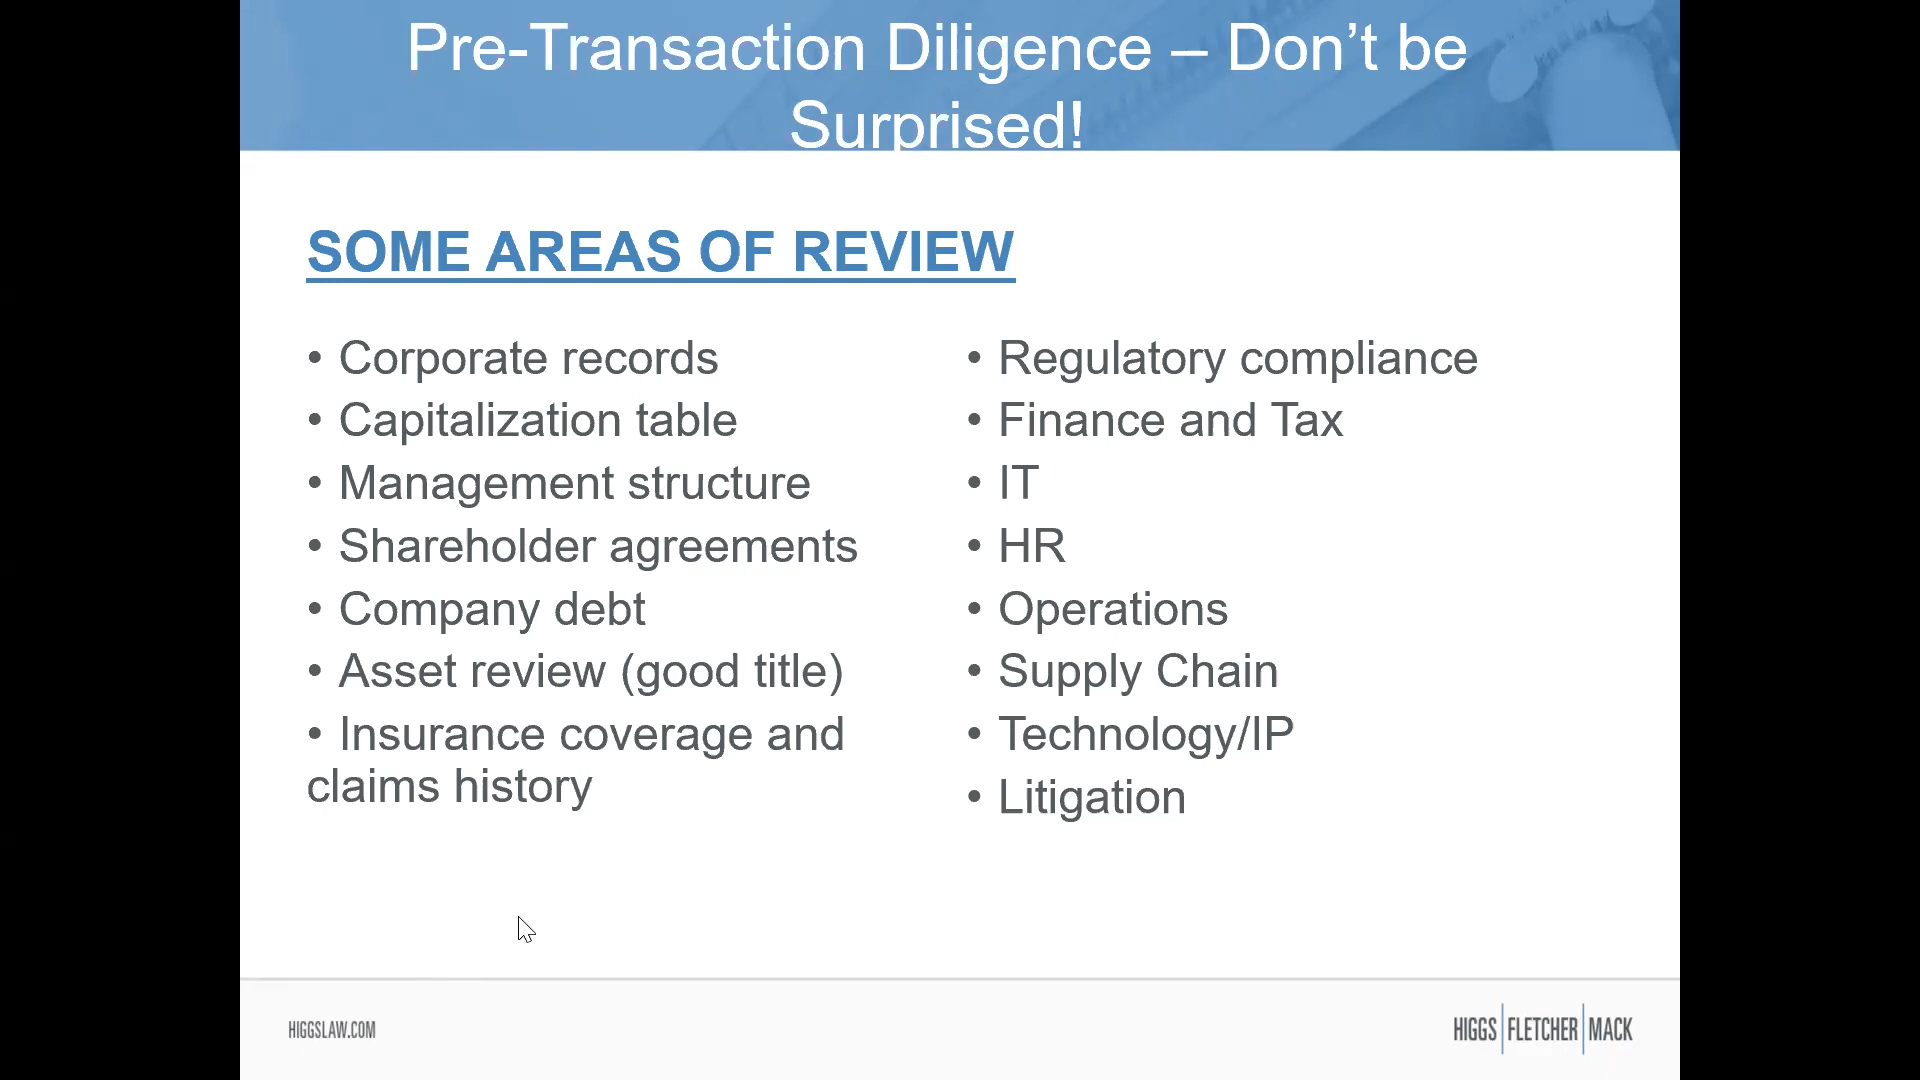 Pre-Transaction Diligence – Don’t be
Surprised!
SOME AREAS OF REVIEW
• Corporate records
• Capitalization table
• Management structure
• Shareholder agreements
• Company debt
• Asset review (good title)
• Insurance coverage and
claims history
• Regulatory compliance
• Finance and Tax
• IT
• HR
• Operations
• Supply Chain
• Technology/IP
• Litigation
HIGGSLAW.COM
HIGGS|FLETCHER|MACK